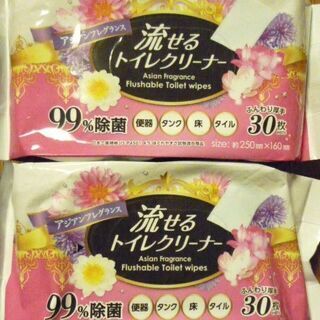 アジアンフレグランス
流せる
トイレクリーナー
Asian Fragrance
Flushable Toilet wipes
99%除菌
便器 タンク 床 タイル
ふんわり厚手
30枚
size:約250mm×160mm
アジアンフレグランス
流せる
トイレクリーナー
Asian Fragrance
Flushable Toilet wipes
99%除菌
便器 タンク 床 タイル
ふんわり厚手
30枚